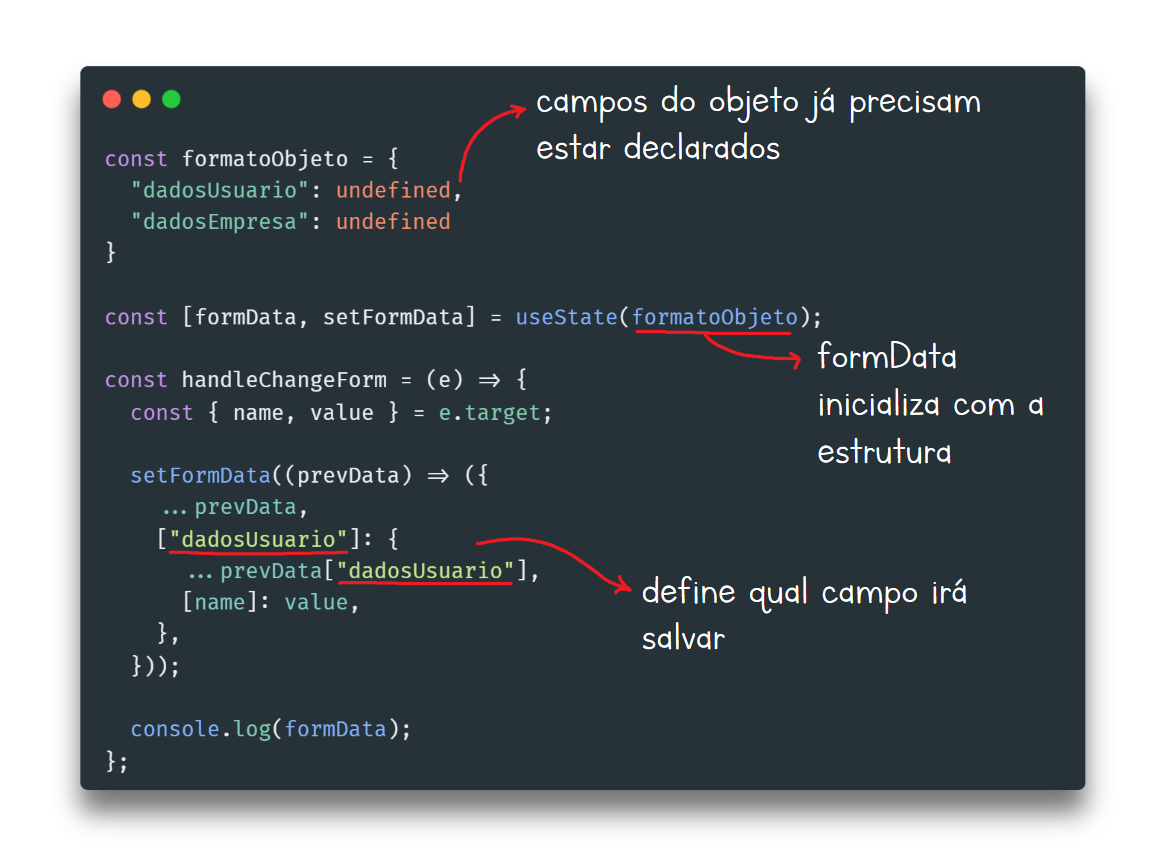 campos do objeto já precisam
estar declarados
const formatoObjeto = {
"dadosUsuario": undefined,
"dadosEmpresa": undefined
}
const [formData, setFormData] = useState(formatoObjeto);
formData
inicializa com a
estrutura
const handleChangeForm = (e) => {
const { name, value } = e.target;
setFormData((prevData) => ({
...prevData,
["dadosUsuario"]: {
...prevData["dadosUsuario"],
[name]: value,
},
}));
define qual campo irá
salvar
console.log(formData);
};